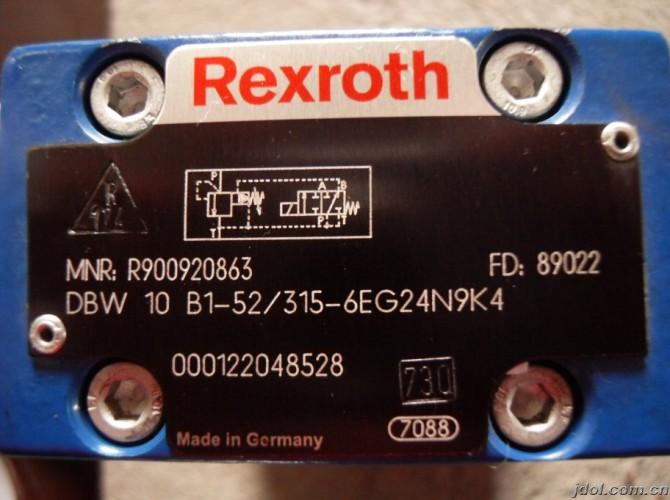 Rexroth
R
174
P
T
A B
P T
MNR: R900920863 FD: 89022
DBW 10 B1-52/315-6EG24N9K4
000122048528 730
Made in Germany 7088
jdol.com.cn